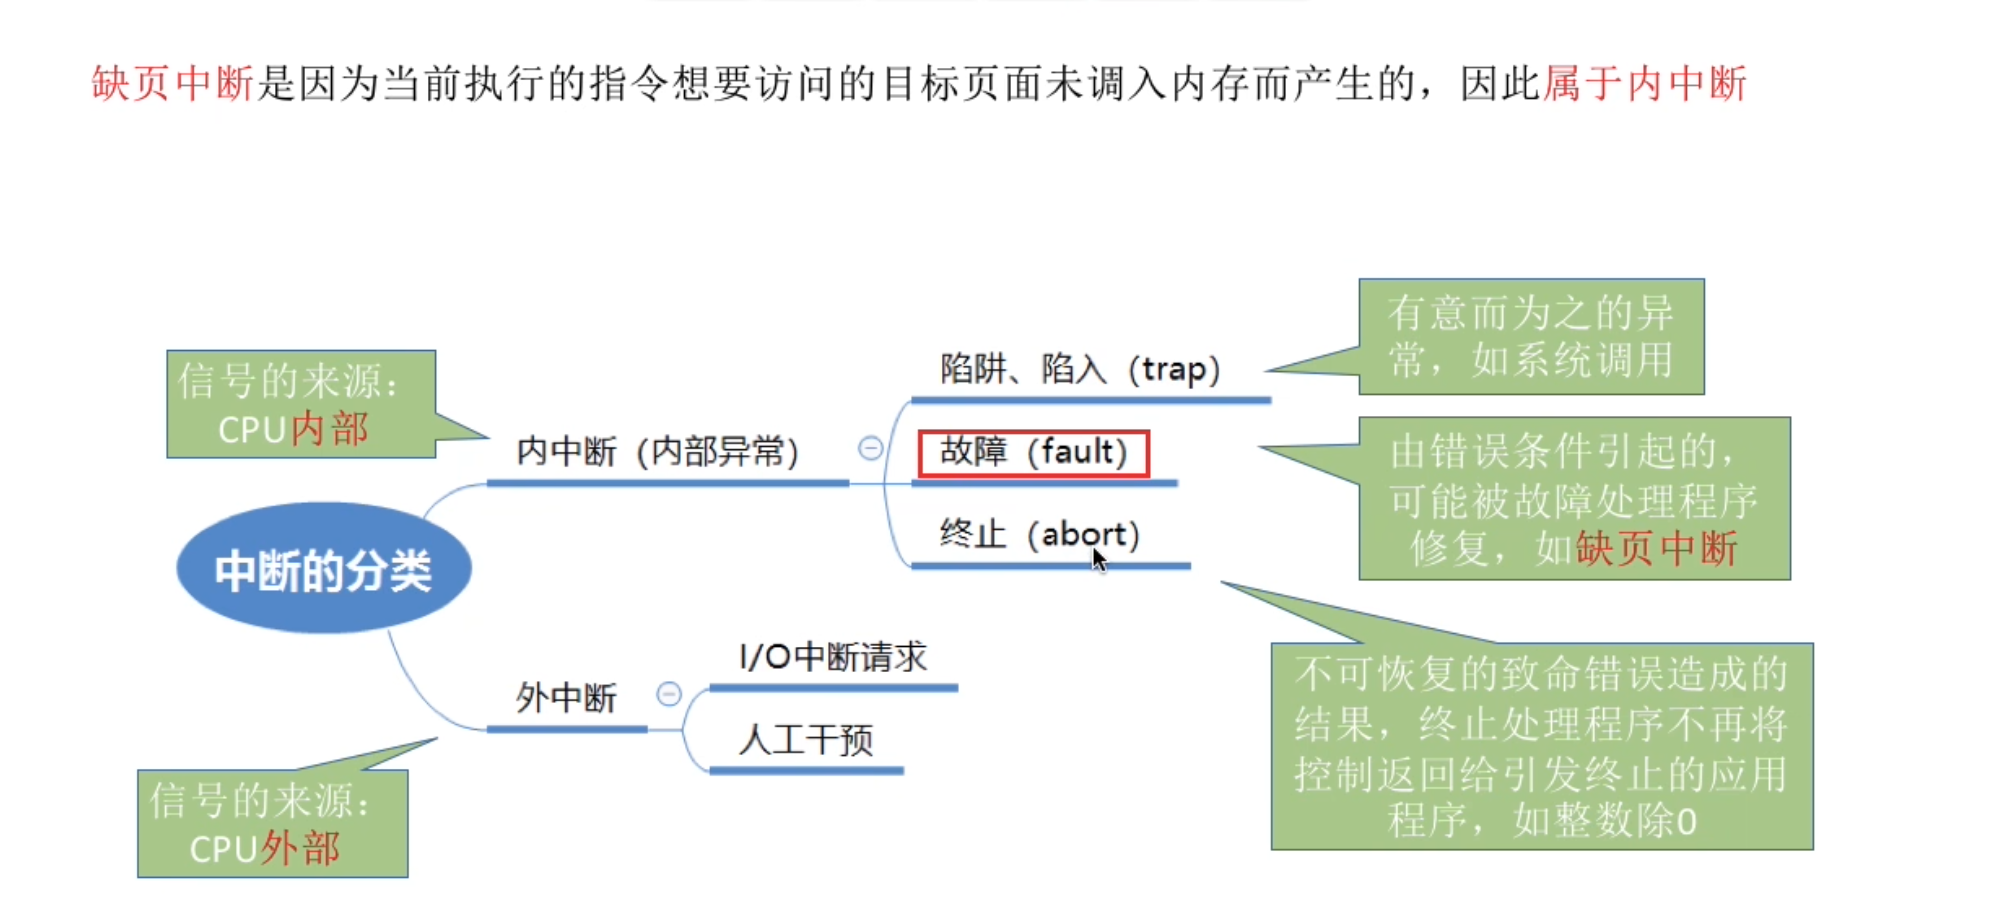 缺页中断是因为当前执行的指令想要访问的目标页面未调入内存而产生的，因此属于内中断
有意而为之的异
常，如系统调用
信号的来源：
CPU内部
陷阱、陷入（trap）
内中断（内部异常）
故障（fault）
由错误条件引起的，
可能被故障处理程序
修复，如缺页中断
终止（abort）
中断的分类
I/O中断请求
外中断
人工干预
不可恢复的致命错误造成的
结果，终止处理程序不再将
控制返回给引发终止的应用
程序，如整数除0
信号的来源：
CPU外部